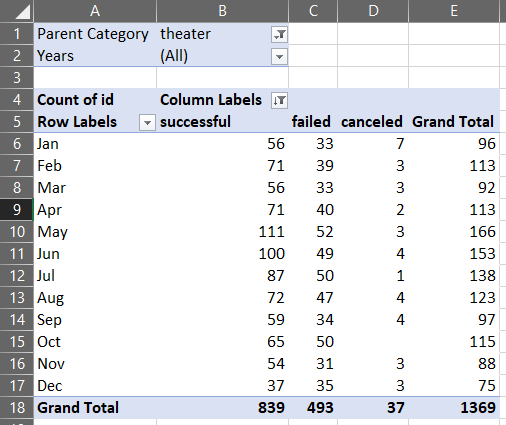 A B C D E
1 Parent Category theater
2 Years (All)
3
4 Count of id Column Labels
5 Row Labels successful failed canceled Grand Total
6 Jan 56 33 7 96
7 Feb 71 39 3 113
8 Mar 56 33 3 92
9 Apr 71 40 2 113
10 May 111 52 3 166
11 Jun 100 49 4 153
12 Jul 87 50 1 138
13 Aug 72 47 4 123
14 Sep 59 34 4 97
15 Oct 65 50 115
16 Nov 54 31 3 88
17 Dec 37 35 3 75
18 Grand Total 839 493 37 1369